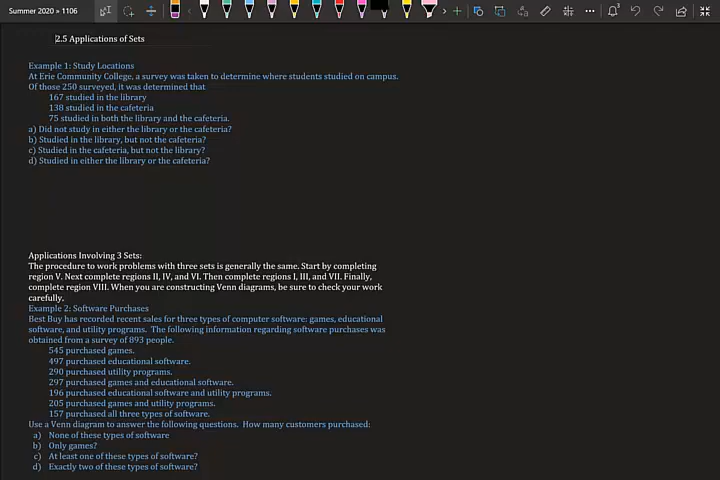 Summer 2020 » 1106
3
2.5 Applications of Sets
Example 1: Study Locations
At Erie Community College, a survey was taken to determine where students studied on campus.
Of those 250 surveyed, it was determined that
167 studied in the library
138 studied in the cafeteria
75 studied in both the library and the cafeteria.
a) Did not study in either the library or the cafeteria?
b) Studied in the library, but not the cafeteria?
c) Studied in the cafeteria, but not the library?
d) Studied in either the library or the cafeteria?
Applications Involving 3 Sets:
The procedure to work problems with three sets is generally the same. Start by completing
region V. Next complete regions II, IV, and VI. Then complete regions I, III, and VII. Finally,
complete region VIII. When you are constructing Venn diagrams, be sure to check your work
carefully.
Example 2: Software Purchases
Best Buy has recorded recent sales for three types of computer software: games, educational
software, and utility programs. The following information regarding software purchases was
obtained from a survey of 893 people.
545 purchased games.
497 purchased educational software.
290 purchased utility programs.
297 purchased games and educational software.
196 purchased educational software and utility programs.
205 purchased games and utility programs.
157 purchased all three types of software.
Use a Venn diagram to answer the following questions. How many customers purchased:
a) None of these types of software
b) Only games?
c) At least one of these types of software?
d) Exactly two of these types of software?